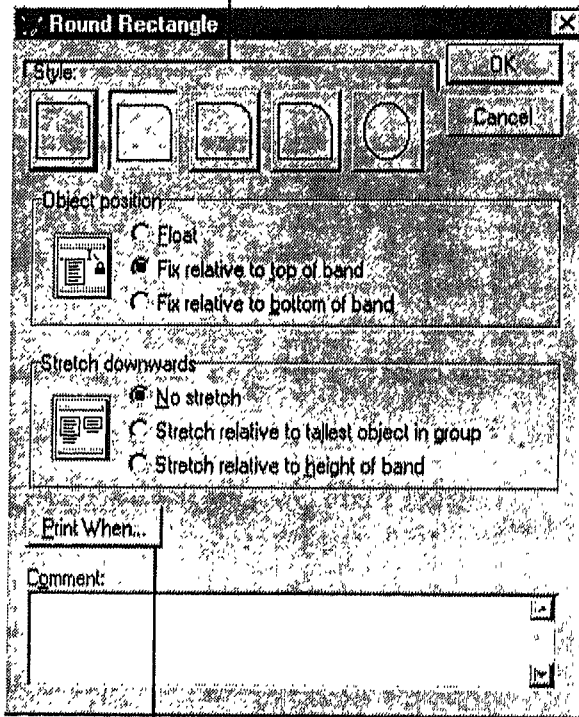 Round Rectangle
Style:
OK
Cancel
Object position
Float
Fix relative to top of band
Fix relative to bottom of band
Stretch downwards
No stretch
Stretch relative to tallest object in group
Stretch relative to height of band
Print When...
Comment: